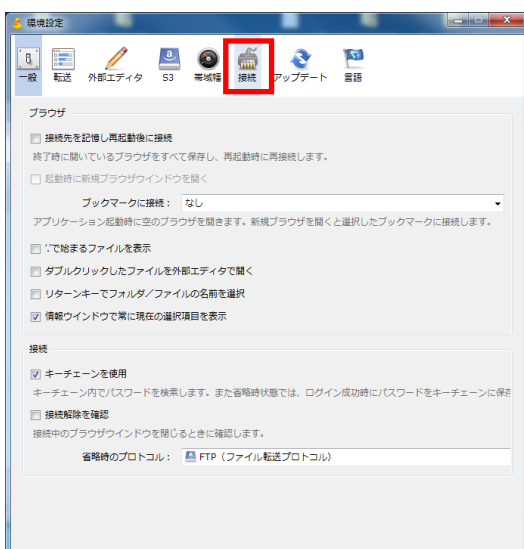 環境設定
一般 転送 外部エディタ S3 帯域幅 接続 アップデート 言語
ブラウザ
接続先を記憶し再起動後に接続
終了時に開いているブラウザをすべて保存し、再起動時に再接続します。
起動時に新規ブラウザウインドウを開く
ブックマークに接続： なし
アプリケーション起動時に空のブラウザを開きます。新規ブラウザを開くと選択したブックマークに接続します。
'.'で始まるファイルを表示
ダブルクリックしたファイルを外部エディタで開く
リターンキーでフォルダ／ファイルの名前を選択
情報ウインドウで常に現在の選択項目を表示
接続
キーチェーンを使用
キーチェーン内でパスワードを検索します。また省略時状態では、ログイン成功時にパスワードをキーチェーンに保存
接続解除を確認
接続中のブラウザウインドウを閉じるときに確認します。
省略時のプロトコル： FTP（ファイル転送プロトコル）